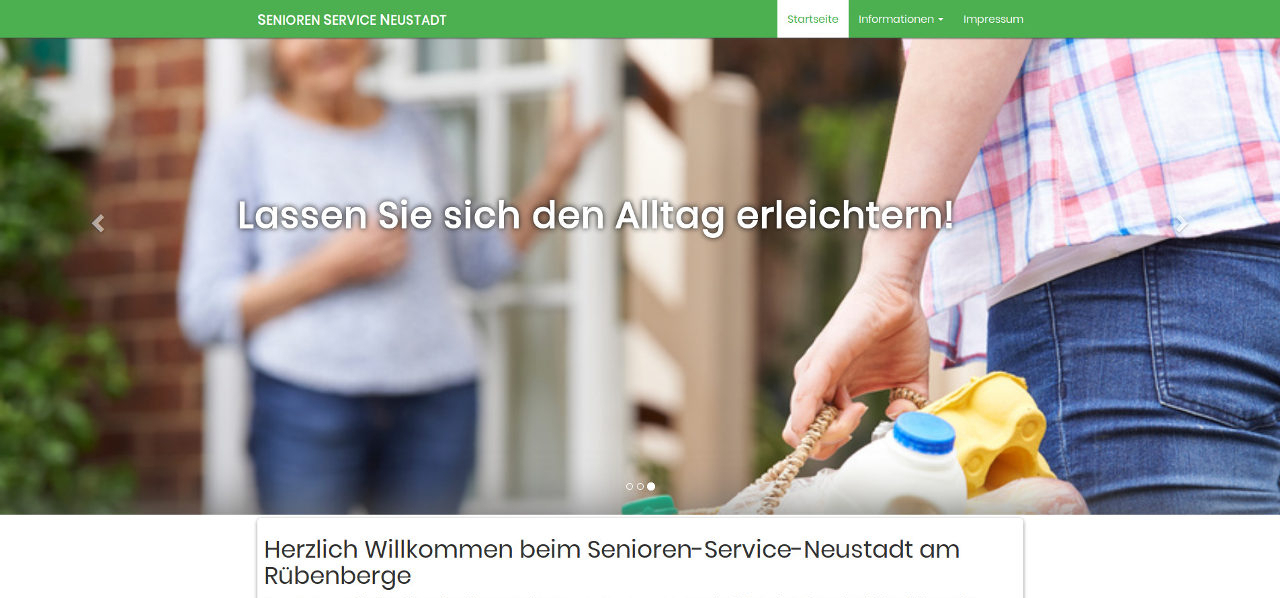 SENIOREN SERVICE NEUSTADT
Startseite
Informationen
Impressum
Lassen Sie sich den Alltag erleichtern!
Herzlich Willkommen beim Senioren-Service-Neustadt am
Rübenberge